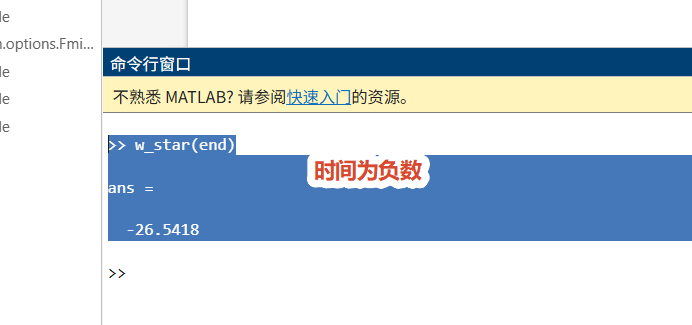 le
n.options.Fmi...
le
le
le
命令行窗口
不熟悉 MATLAB? 请参阅快速入门的资源。
>> w_star(end)
时间为负数
ans =
-26.5418
>>